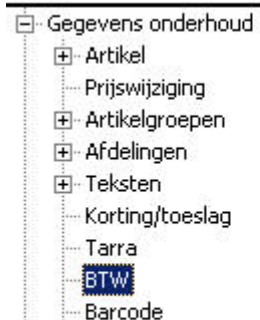 Gegevens onderhoud
Artikel
Prijswijziging
Artikelgroepen
Afdelingen
Teksten
Korting/toeslag
Tarra
BTW
Barcode